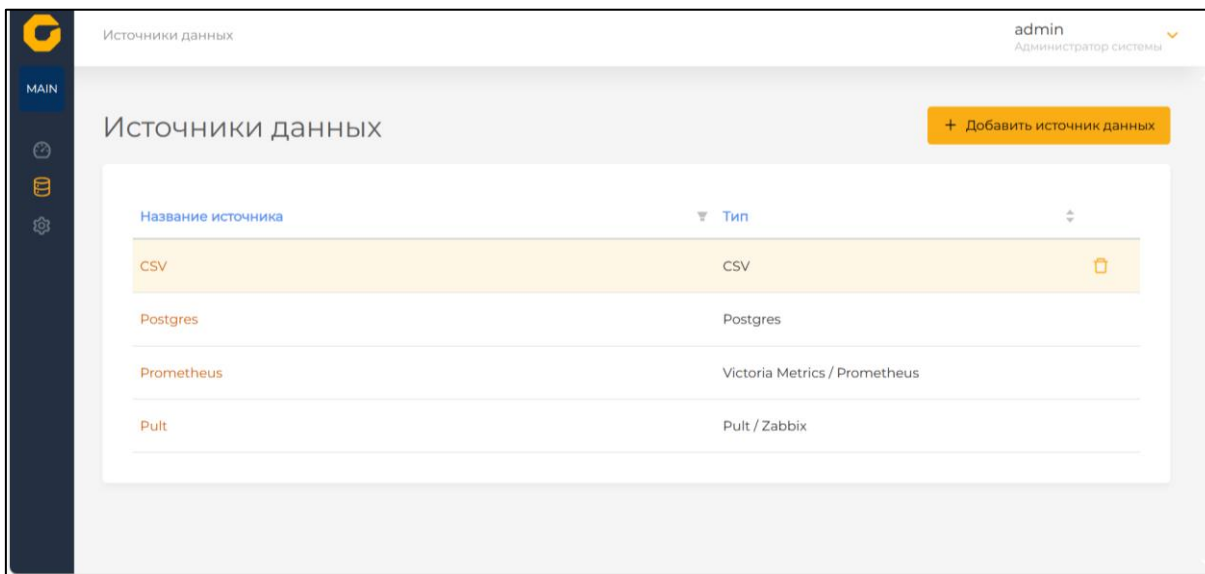 Источники данных
admin
Администратор системы
MAIN
Источники данных
+ Добавить источник данных
Название источника Тип
CSV CSV
Postgres Postgres
Prometheus Victoria Metrics / Prometheus
Pult Pult / Zabbix